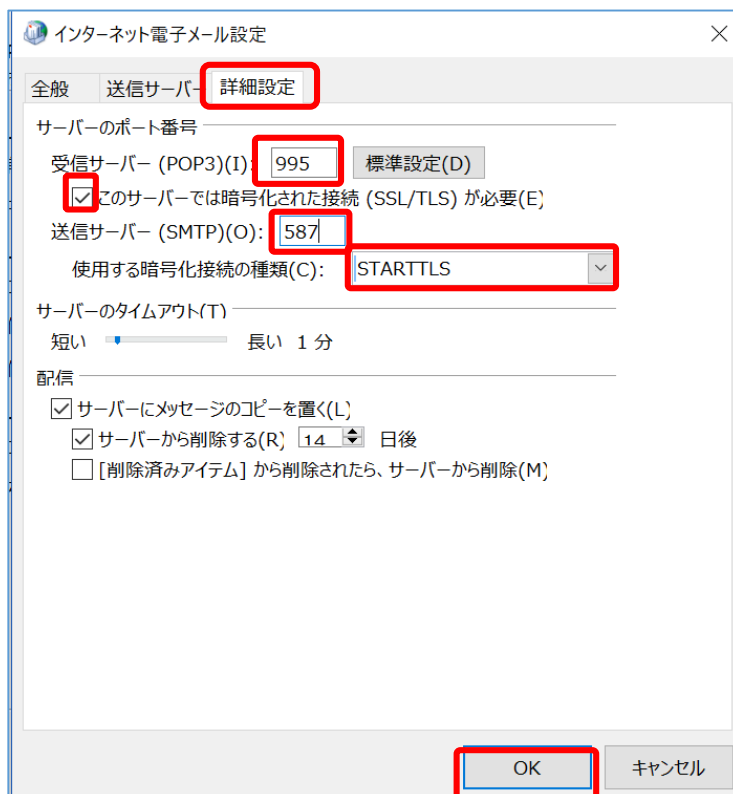 インターネット電子メール設定
全般 送信サーバー 詳細設定
サーバーのポート番号
受信サーバー (POP3)(I): 995 標準設定(D)
このサーバーでは暗号化された接続 (SSL/TLS) が必要(E)
送信サーバー (SMTP)(O): 587
使用する暗号化接続の種類(C): STARTTLS
サーバーのタイムアウト(T)
短い 長い 1 分
配信
サーバーにメッセージのコピーを置く(L)
サーバーから削除する(R) 14 日後
[削除済みアイテム] から削除されたら、サーバーから削除(M)
OK キャンセル